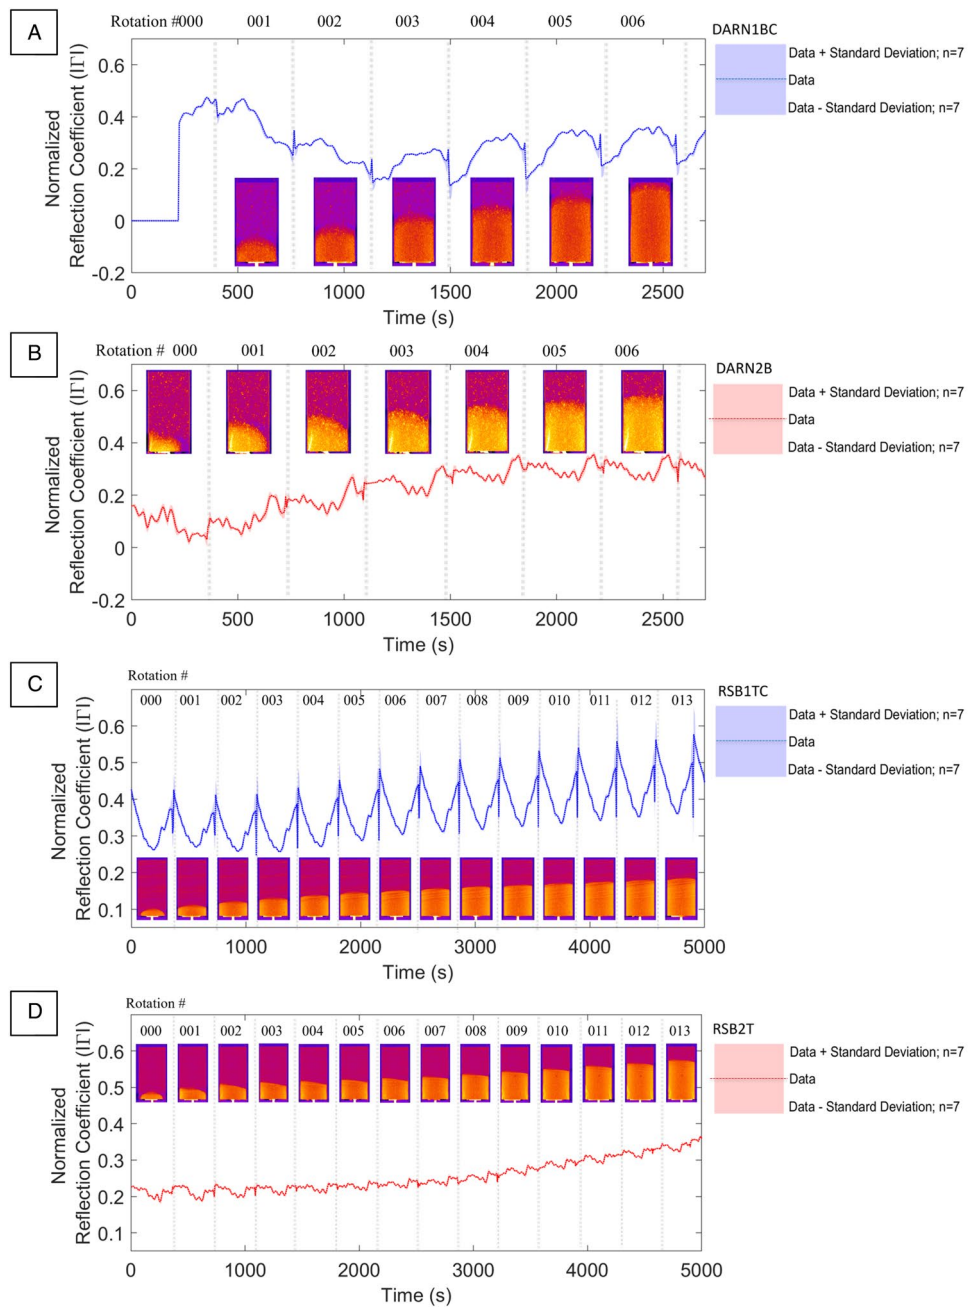 A
Rotation #000 001 002 003 004 005 006
DARN1BC
Data + Standard Deviation; n=7
Data
Data - Standard Deviation; n=7
Normalized
Reflection Coefficient (IΓI)
0.6
0.4
0.2
0
-0.2
0 500 1000 1500 2000 2500
Time (s)
B
Rotation # 000 001 002 003 004 005 006
DARN2B
Data + Standard Deviation; n=7
Data
Data - Standard Deviation; n=7
Normalized
Reflection Coefficient (IΓI)
0.6
0.4
0.2
0
-0.2
0 500 1000 1500 2000 2500
Time (s)
C
Rotation #
000 001 002 003 004 005 006 007 008 009 010 011 012 013
RSB1TC
Data + Standard Deviation; n=7
Data
Data - Standard Deviation; n=7
Normalized
Reflection Coefficient (IΓI)
0.6
0.5
0.4
0.3
0.2
0.1
0 1000 2000 3000 4000 5000
Time (s)
D
Rotation #
000 001 002 003 004 005 006 007 008 009 010 011 012 013
RSB2T
Data + Standard Deviation; n=7
Data
Data - Standard Deviation; n=7
Normalized
Reflection Coefficient (IΓI)
0.6
0.5
0.4
0.3
0.2
0.1
0 1000 2000 3000 4000 5000
Time (s)